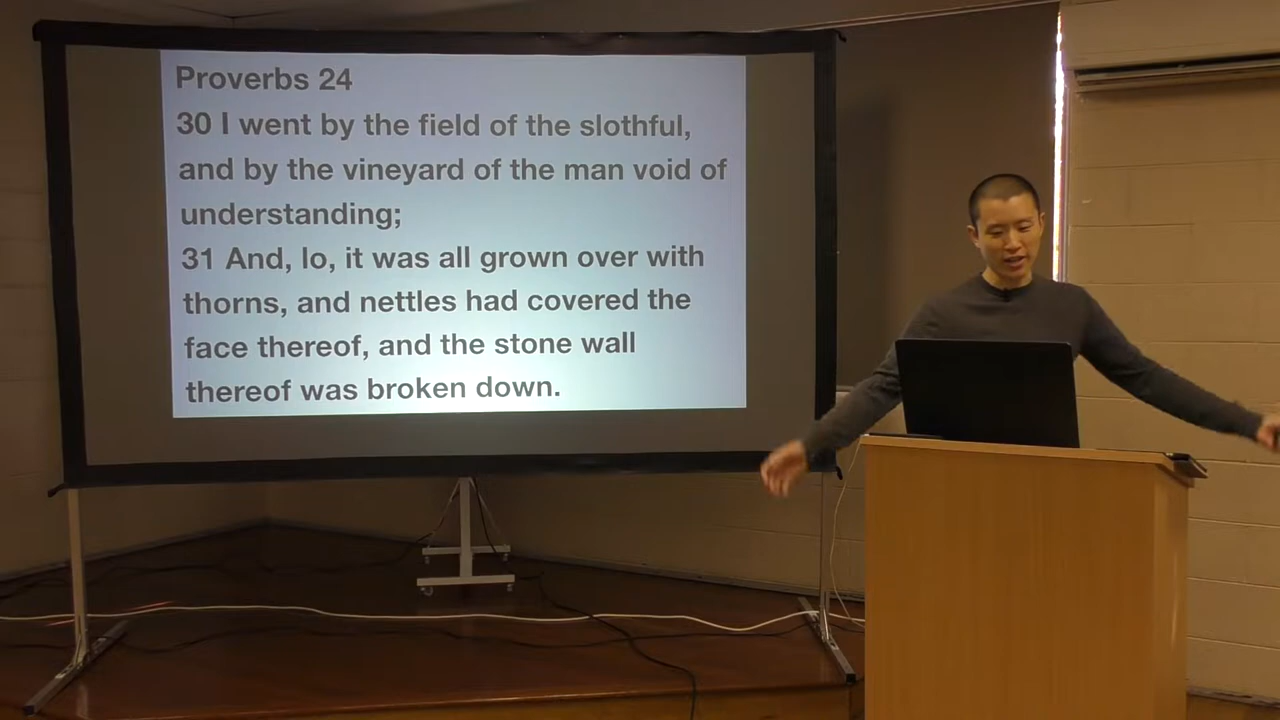 Proverbs 24
30 I went by the field of the slothful,
and by the vineyard of the man void of
understanding;
31 And, lo, it was all grown over with
thorns, and nettles had covered the
face thereof, and the stone wall
thereof was broken down.